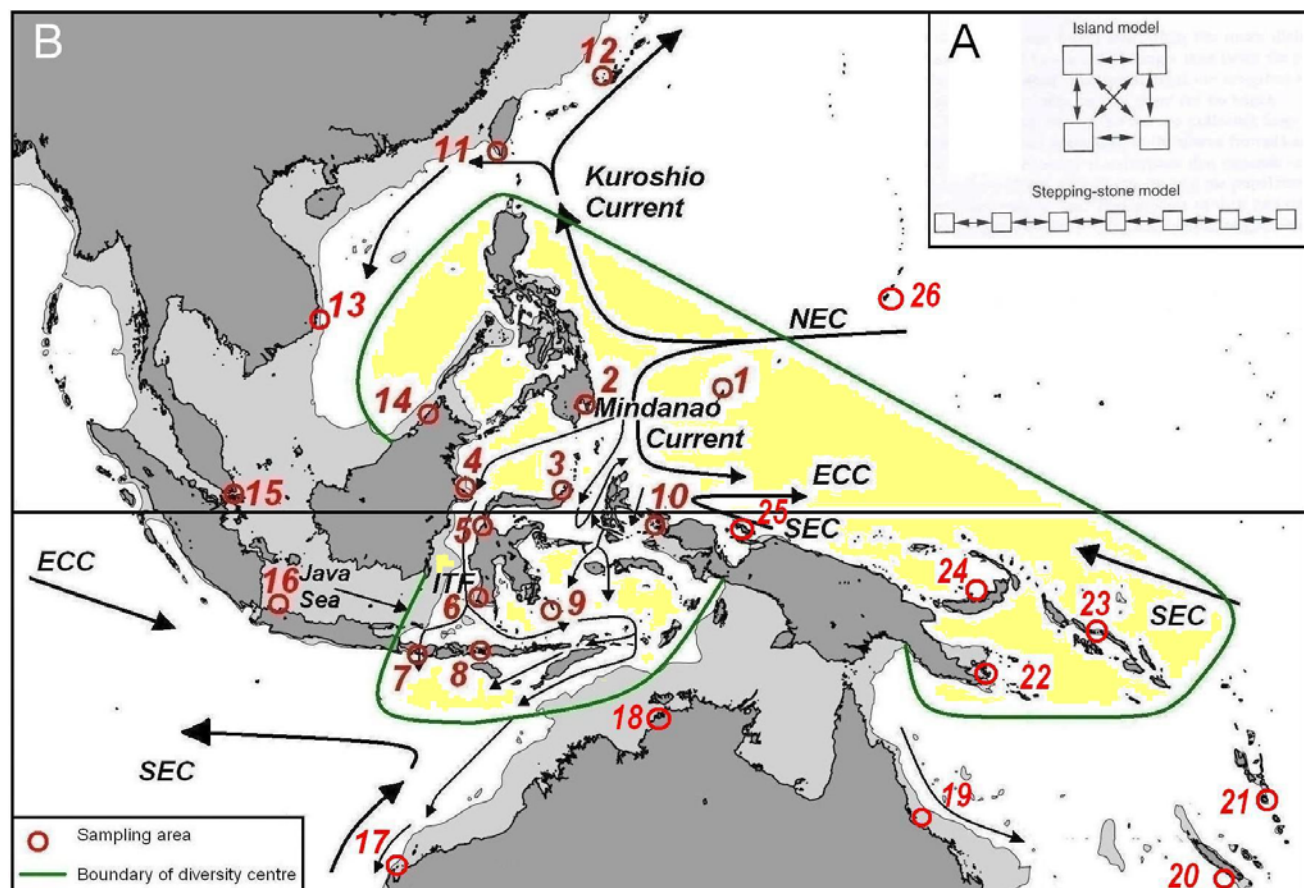 B
A
Island model
Stepping-stone model
12
11
Kuroshio
Current
13
26
NEC
14
2
1
Mindanao
Current
4
3
ECC
15
10
25
5
SEC
ECC
16
Java
Sea
ITF
6
9
24
23
SEC
7
8
22
18
SEC
19
21
17
20
Sampling area
Boundary of diversity centre